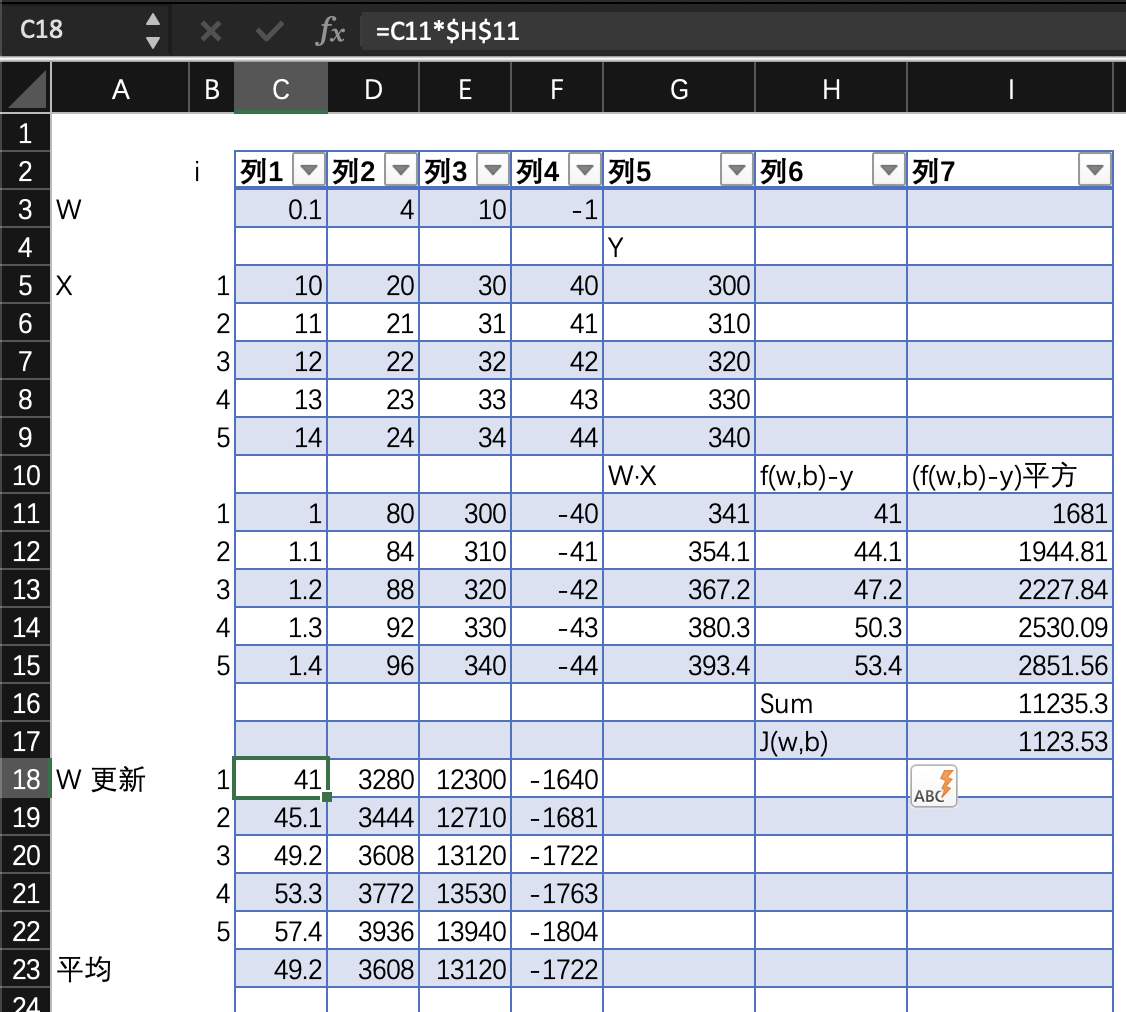 C18 fx =C11*$H$11
A B C D E F G H I
1
2 i 列1 列2 列3 列4 列5 列6 列7
3 W 0.1 4 10 -1
4 Y
5 X 1 10 20 30 40 300
6 2 11 21 31 41 310
7 3 12 22 32 42 320
8 4 13 23 33 43 330
9 5 14 24 34 44 340
10 W·X f(w,b)-y (f(w,b)-y)平方
11 1 1 80 300 -40 341 41 1681
12 2 1.1 84 310 -41 354.1 44.1 1944.81
13 3 1.2 88 320 -42 367.2 47.2 2227.84
14 4 1.3 92 330 -43 380.3 50.3 2530.09
15 5 1.4 96 340 -44 393.4 53.4 2851.56
16 Sum 11235.3
17 J(w,b) 1123.53
18 W 更新 1 41 3280 12300 -1640 ABC
19 2 45.1 3444 12710 -1681
20 3 49.2 3608 13120 -1722
21 4 53.3 3772 13530 -1763
22 5 57.4 3936 13940 -1804
23 平均 49.2 3608 13120 -1722
24